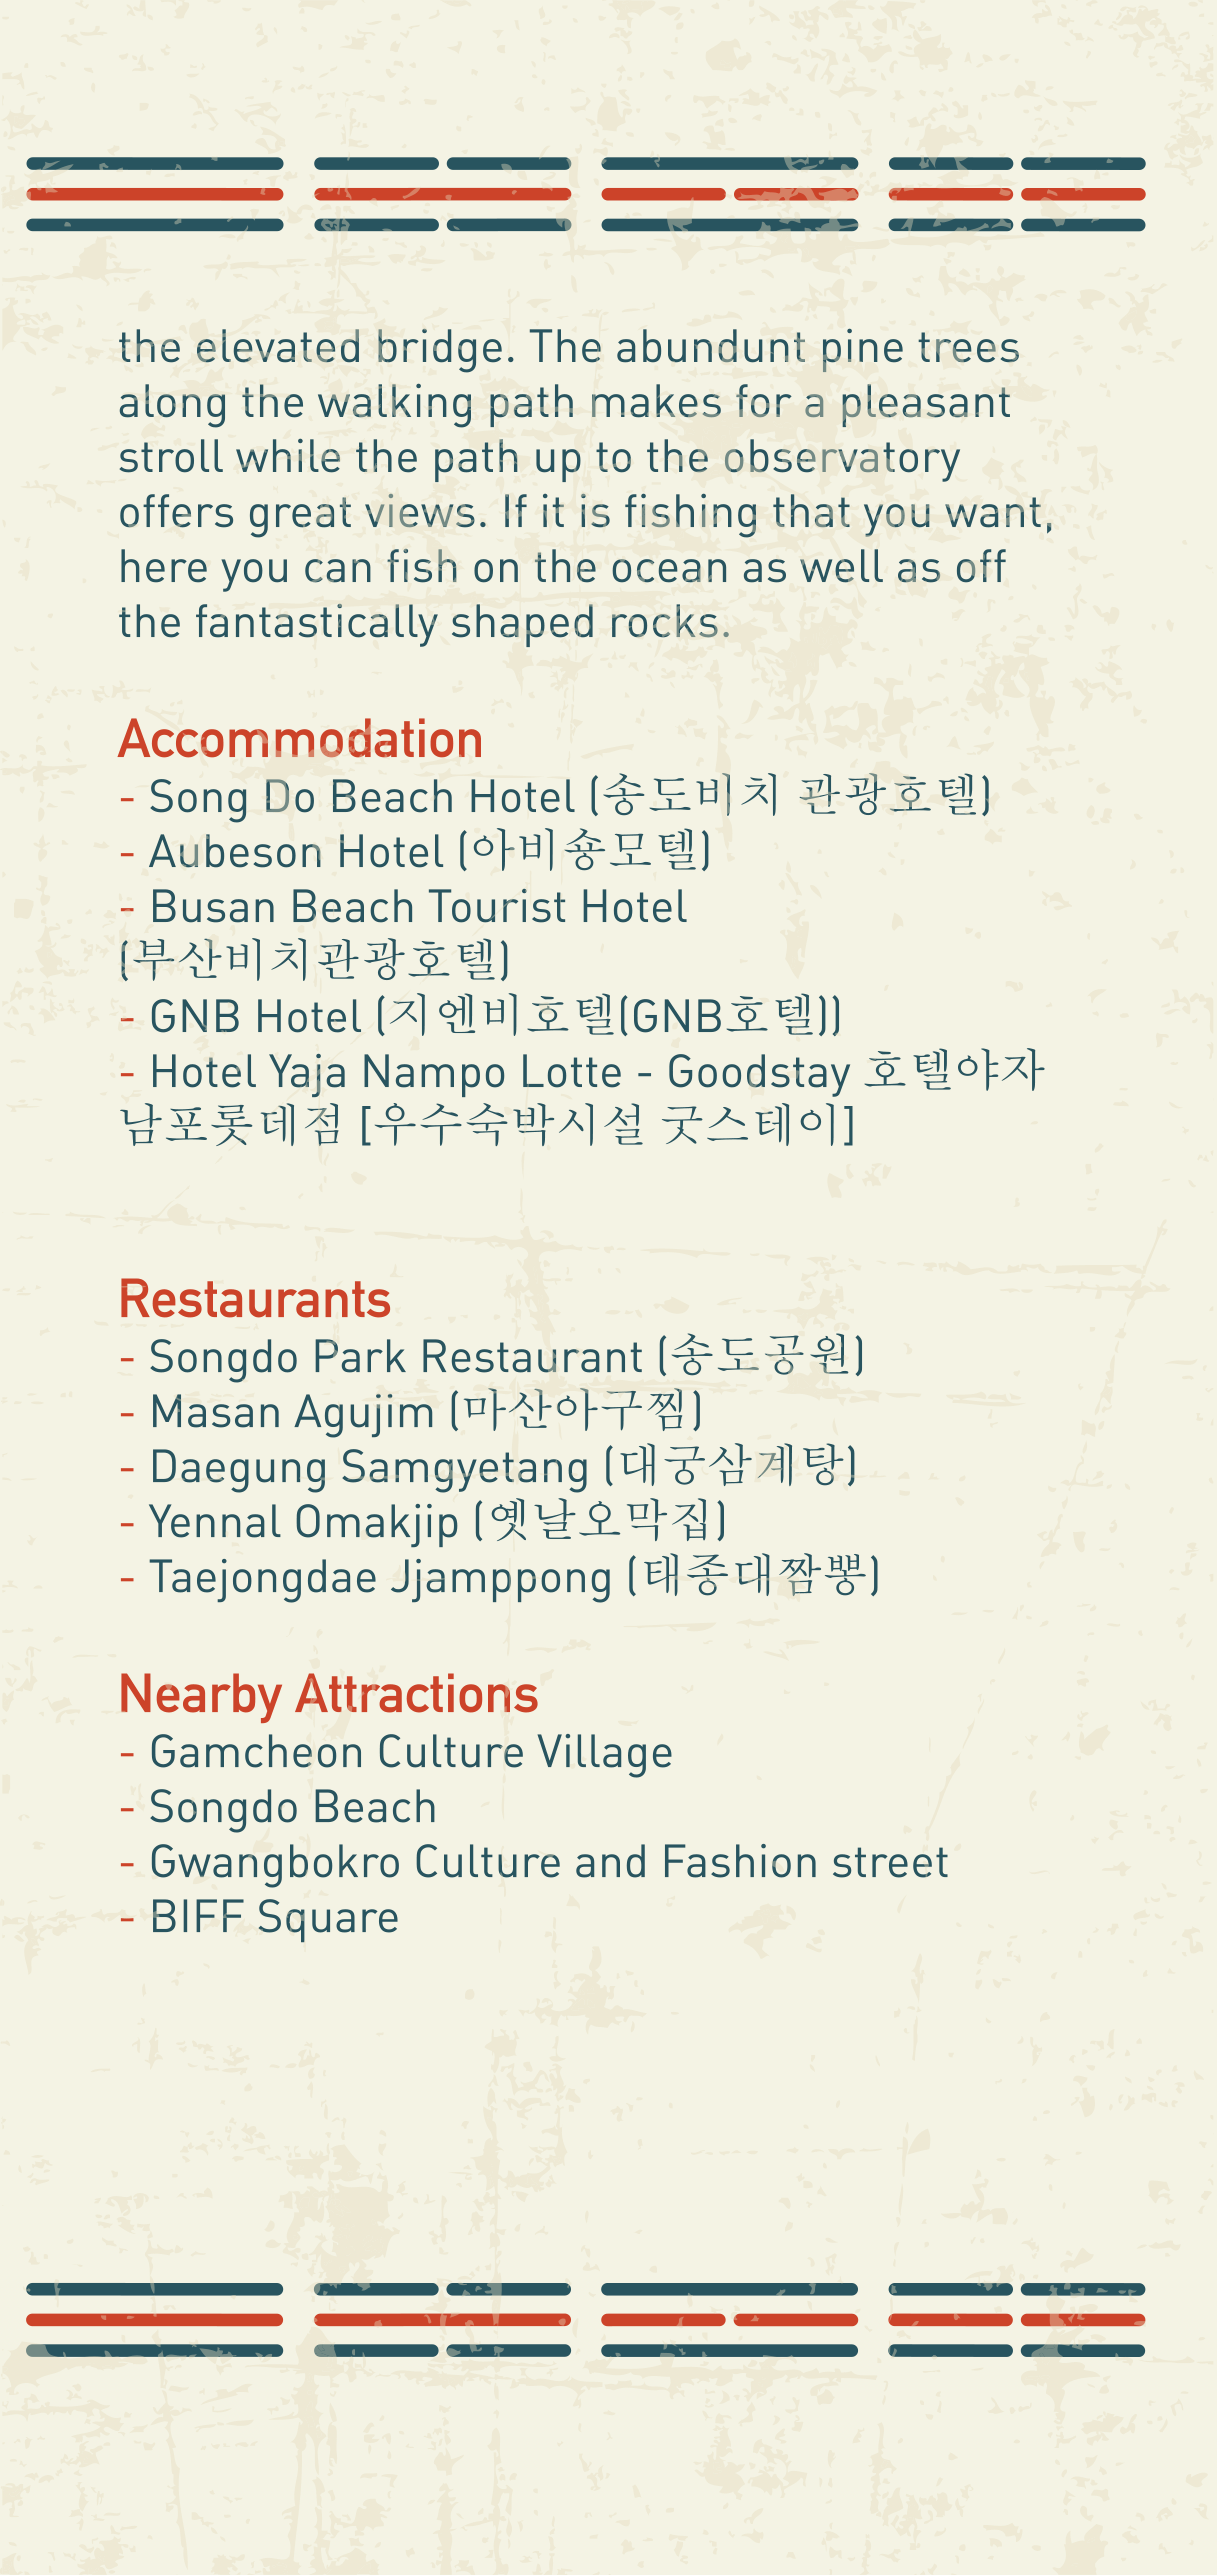 the elevated bridge. The abundunt pine trees
along the walking path makes for a pleasant
stroll while the path up to the observatory
offers great views. If it is fishing that you want,
here you can fish on the ocean as well as off
the fantastically shaped rocks.
Accommodation
- Song Do Beach Hotel (송도비치 관광호텔)
- Aubeson Hotel (아비숑모텔)
- Busan Beach Tourist Hotel
(부산비치관광호텔)
- GNB Hotel (지엔비호텔(GNB호텔))
- Hotel Yaja Nampo Lotte - Goodstay 호텔야자
남포롯데점 [우수숙박시설 굿스테이]
Restaurants
- Songdo Park Restaurant (송도공원)
- Masan Agujim (마산아구찜)
- Daegung Samgyetang (대궁삼계탕)
- Yennal Omakjip (옛날오막집)
- Taejongdae Jjamppong (태종대짬뽕)
Nearby Attractions
- Gamcheon Culture Village
- Songdo Beach
- Gwangbokro Culture and Fashion street
- BIFF Square